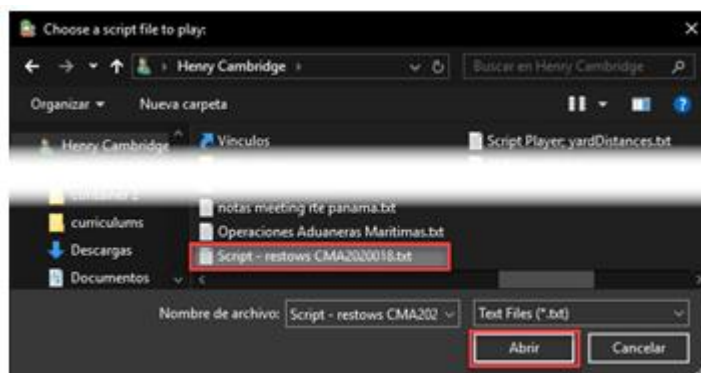 Choose a script file to play:
Henry Cambridge
Buscar en Henry Cambridge
Organizar
Nueva carpeta
Henry Cambridge
Vínculos
Script Player; yardDistances.txt
notas meeting rte panama.txt
curriculums
Operaciones Aduaneras Maritimas.txt
Descargas
Script - restows CMA2020018.txt
Documentos
Nombre de archivo:
Script - restows CMA202
Text Files (*.txt)
Abrir
Cancelar